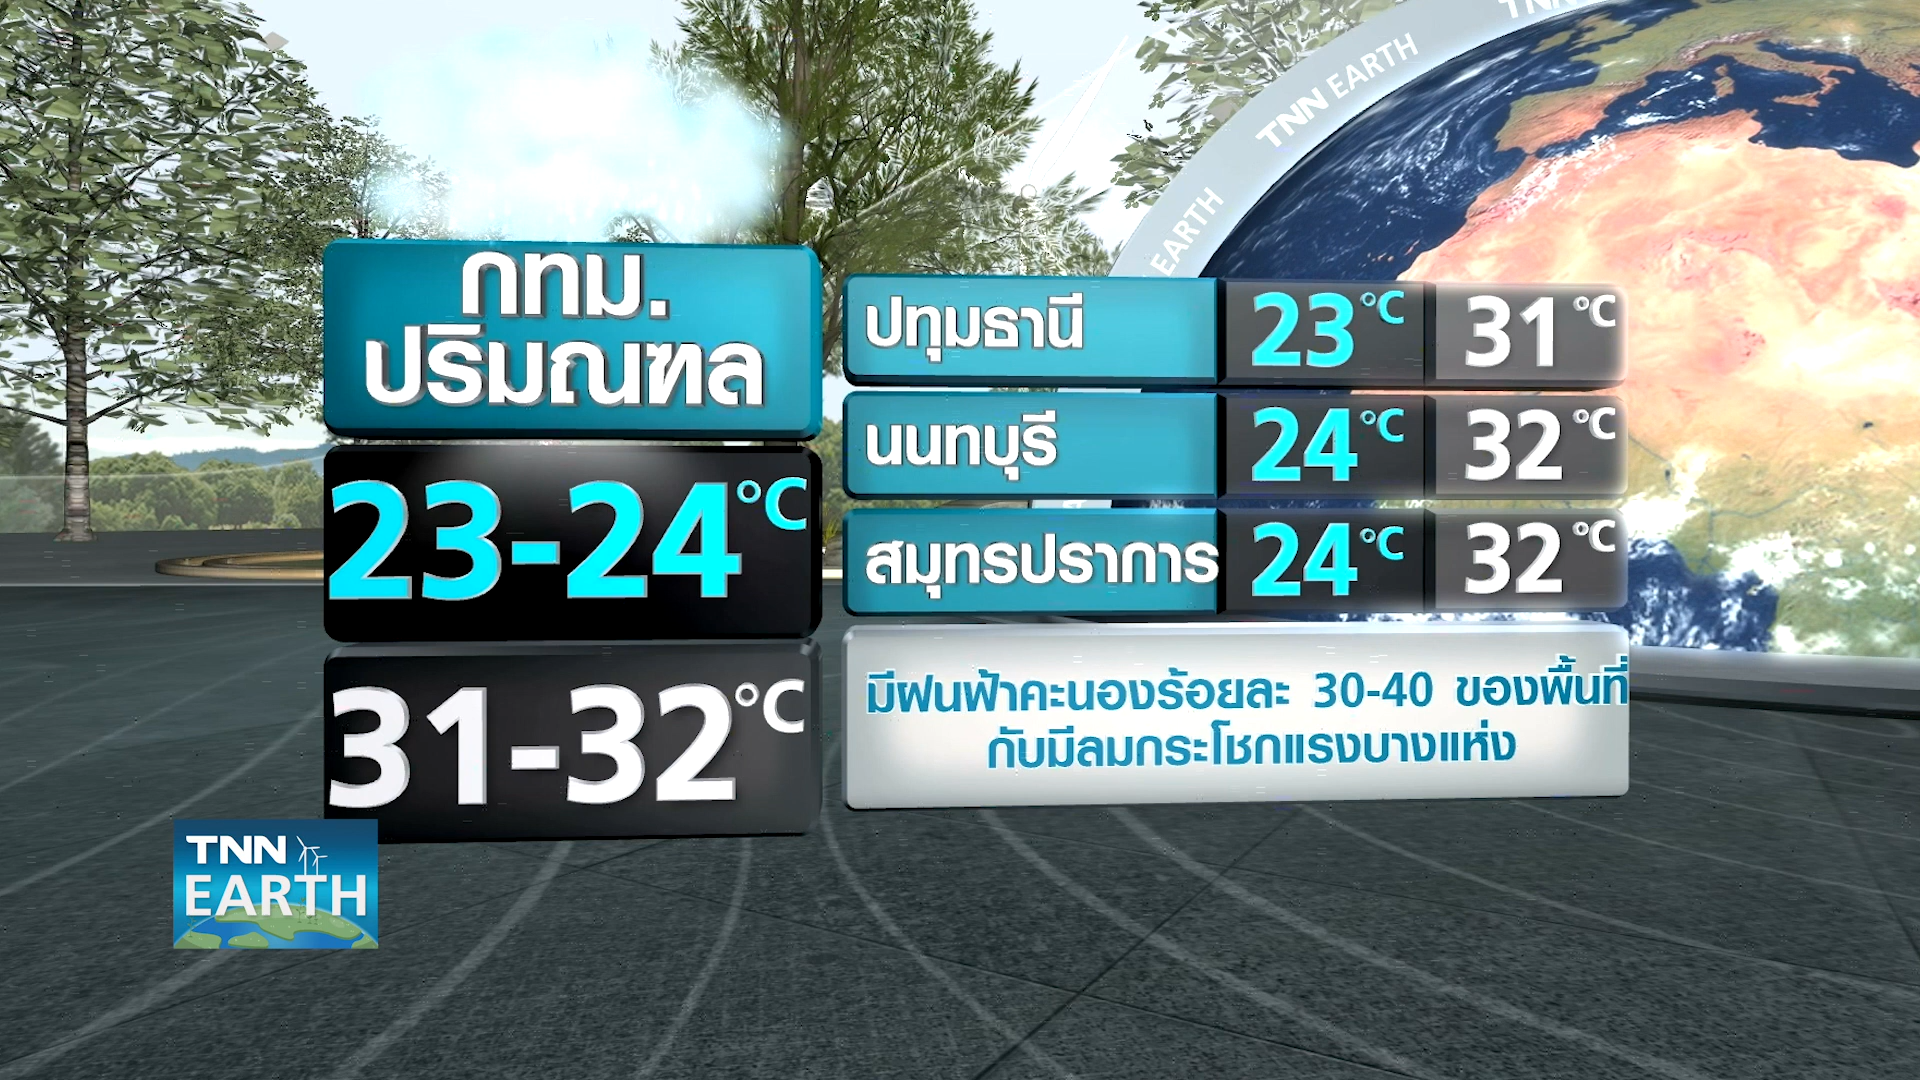 TNN
TNN EARTH
EARTH
กทม.
ปริมณฑล
23-24°C
31-32°C
ปทุมธานี 23°C 31°C
นนทบุรี 24°C 32°C
สมุทรปราการ 24°C 32°C
มีฝนฟ้าคะนองร้อยละ 30-40 ของพื้นที่
กับมีลมกระโชกแรงบางแห่ง
TNN
EARTH